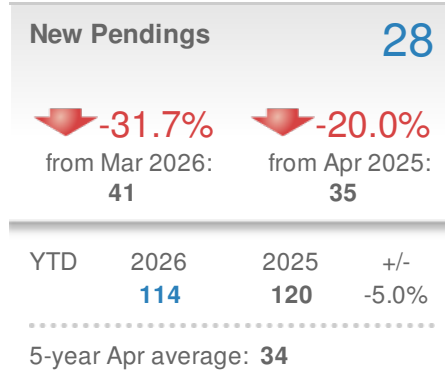 New Pendings 28
-31.7% -20.0%
from Mar 2026: from Apr 2025:
41 35
YTD 2026 2025 +/-
114 120 -5.0%
5-year Apr average: 34